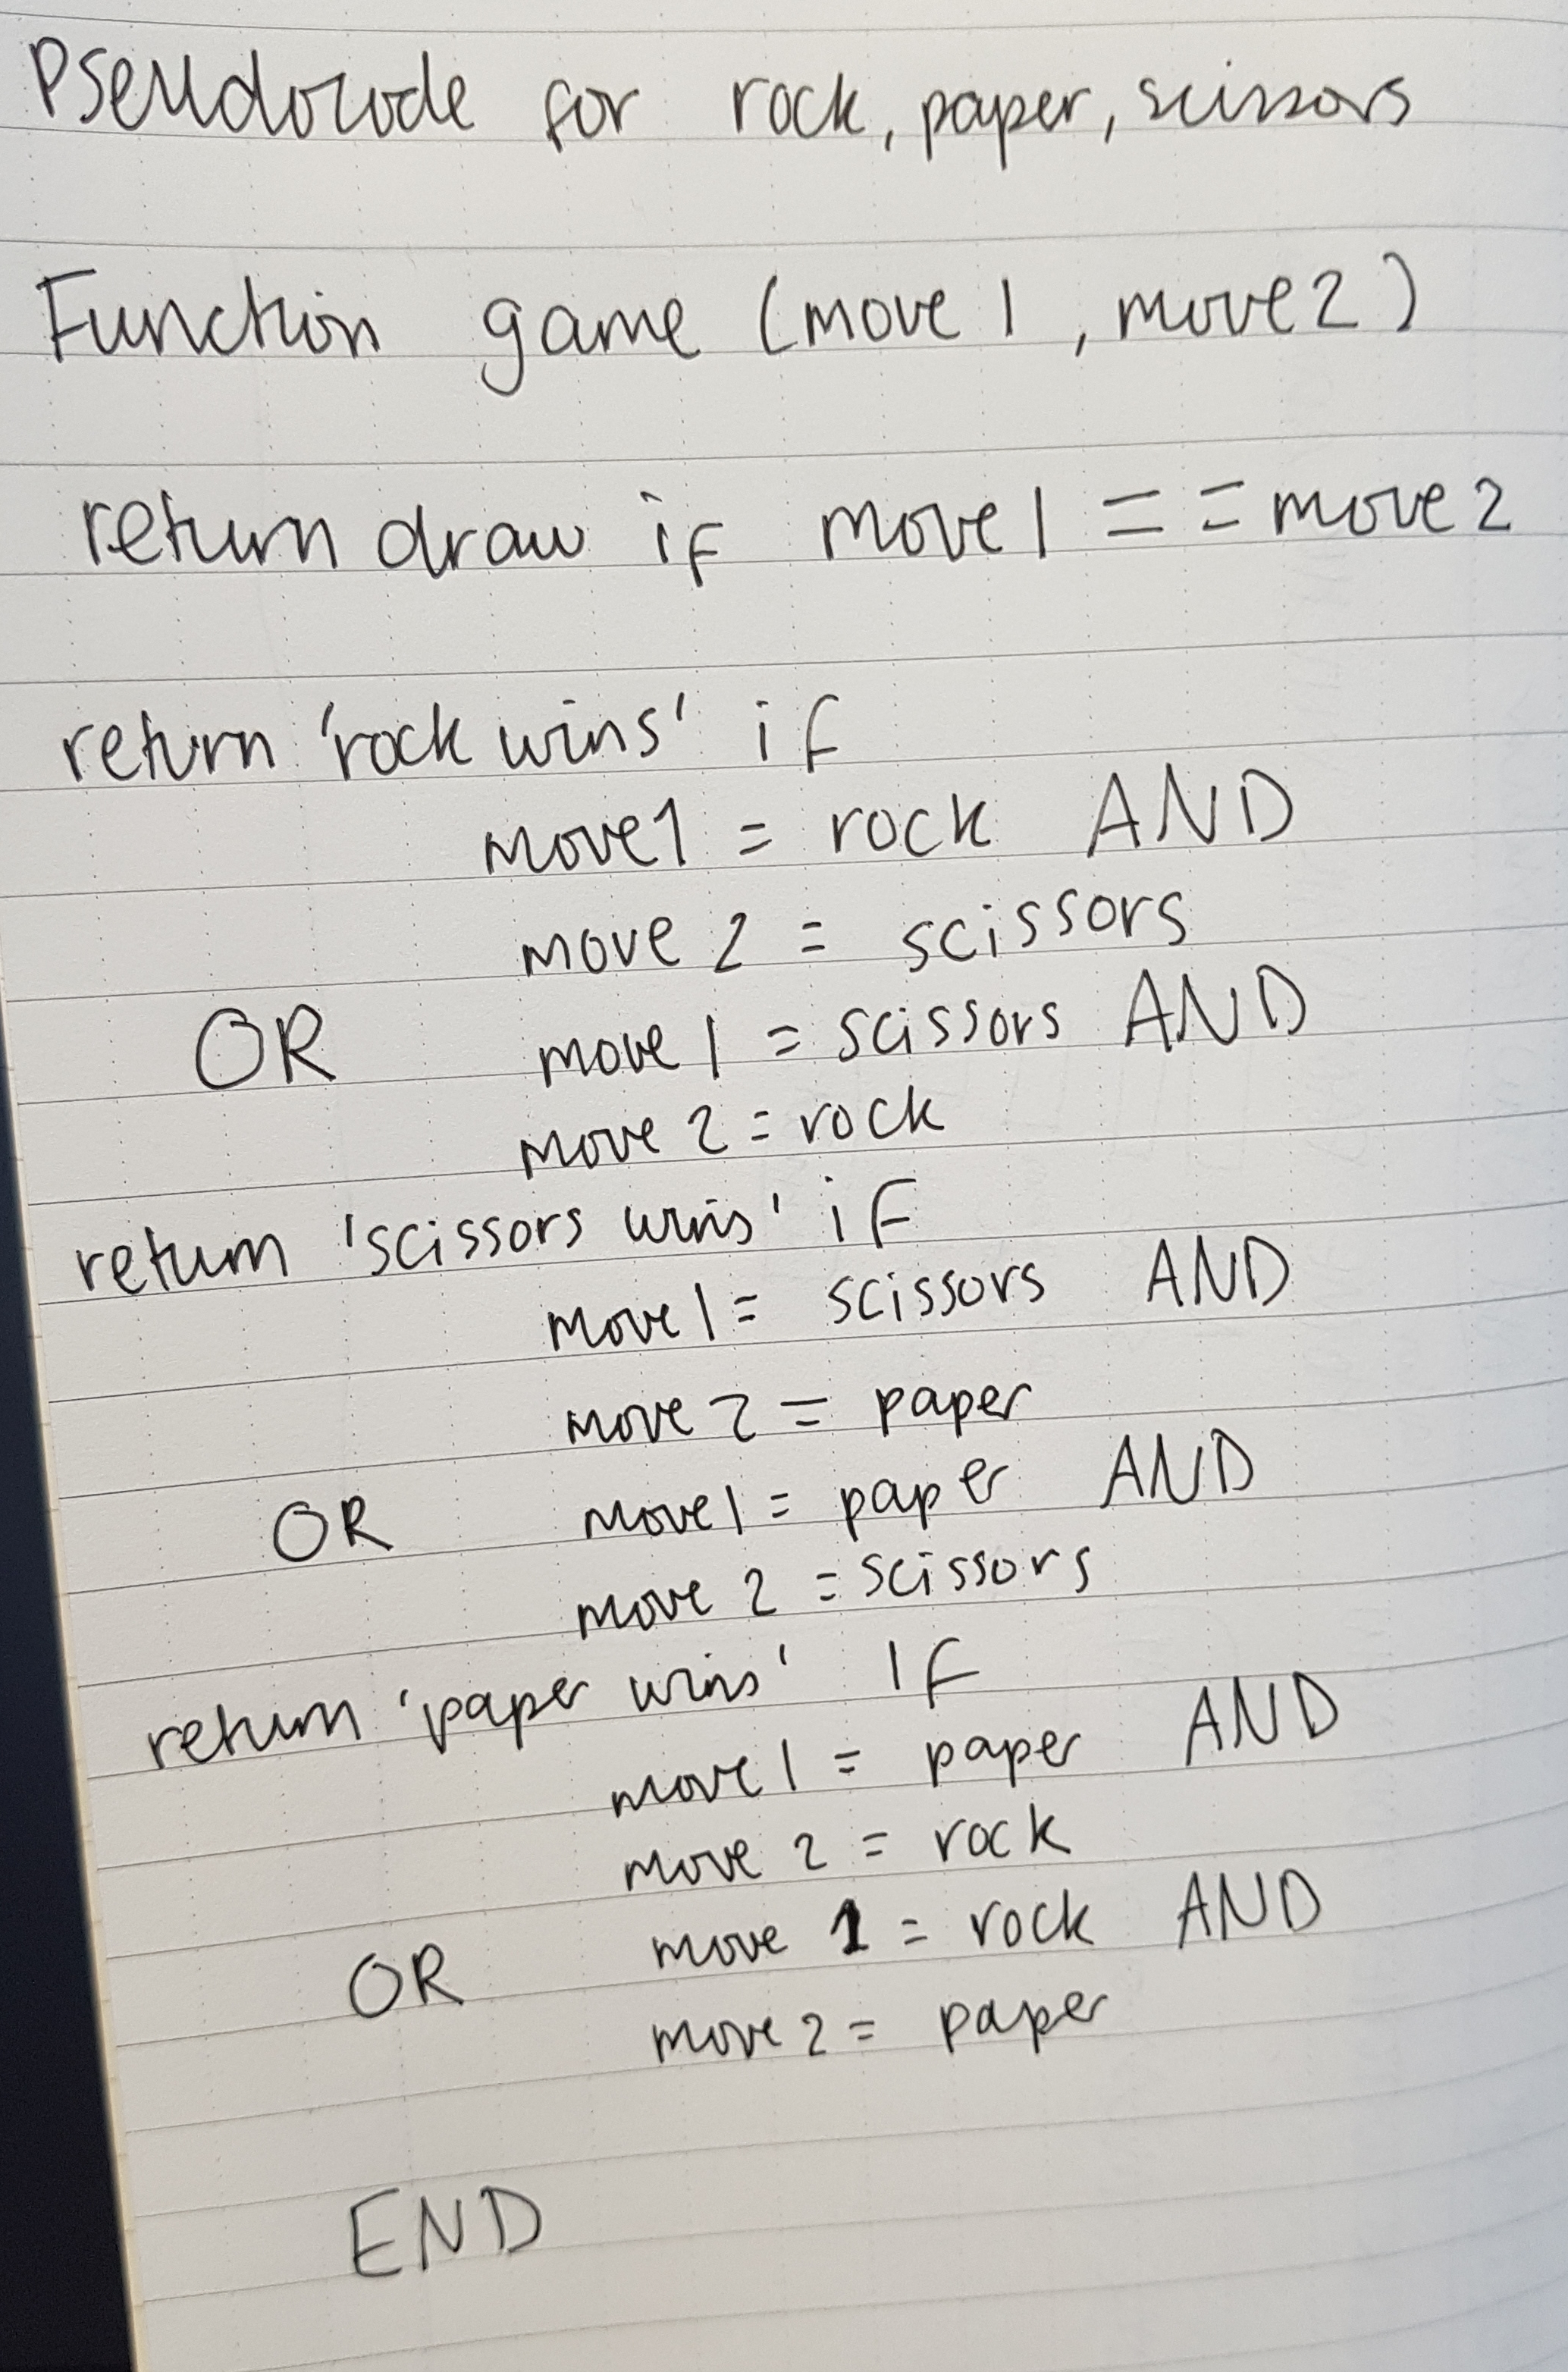 Pseudocode for rock, paper, scissors
Function game (move 1 , move 2)
return draw if move 1 == move 2
return 'rock wins' if
move 1 = rock AND
move 2 = scissors
OR move 1 = scissors AND
move 2 = rock
return 'scissors wins' if
move 1 = scissors AND
move 2 = paper
OR move 1 = paper AND
move 2 = scissors
return 'paper wins' if
move 1 = paper AND
move 2 = rock
OR move 1 = rock AND
move 2 = paper
END